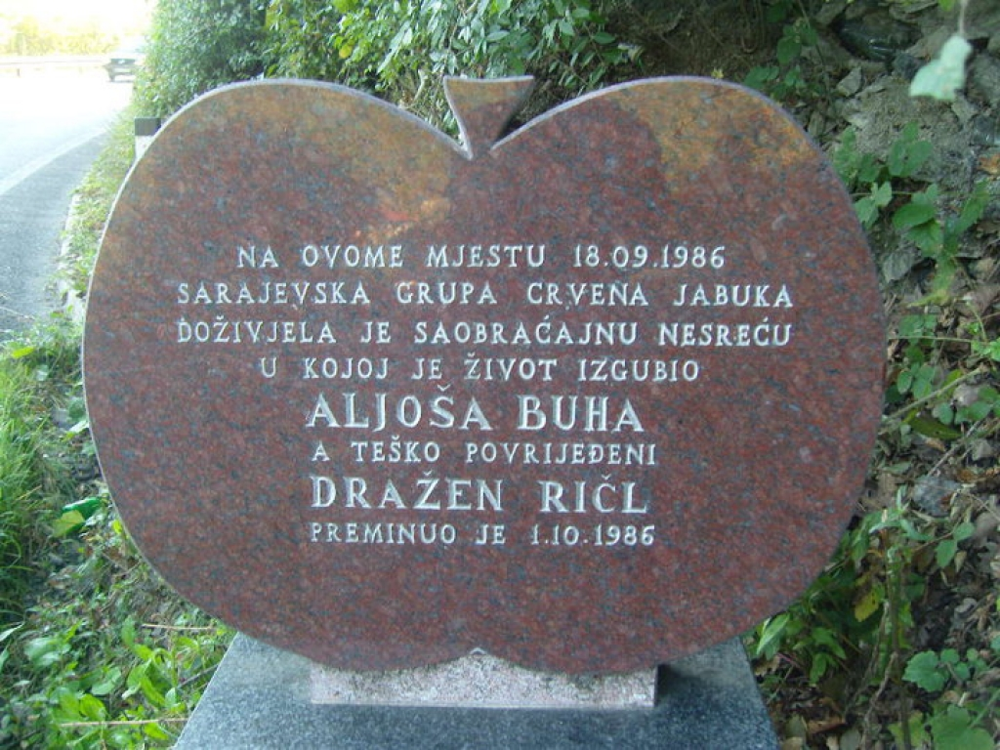 NA OVOME MJESTU 18.09.1986
SARAJEVSKA GRUPA CRVENA JABUKA
DOŽIVJELA JE SAOBRAĆAJNU NESREĆU
U KOJOJ JE ŽIVOT IZGUBIO
ALJOŠA BUHA
A TEŠKO POVRIJEĐENI
DRAŽEN RIČL
PREMINUO JE 1.10.1986